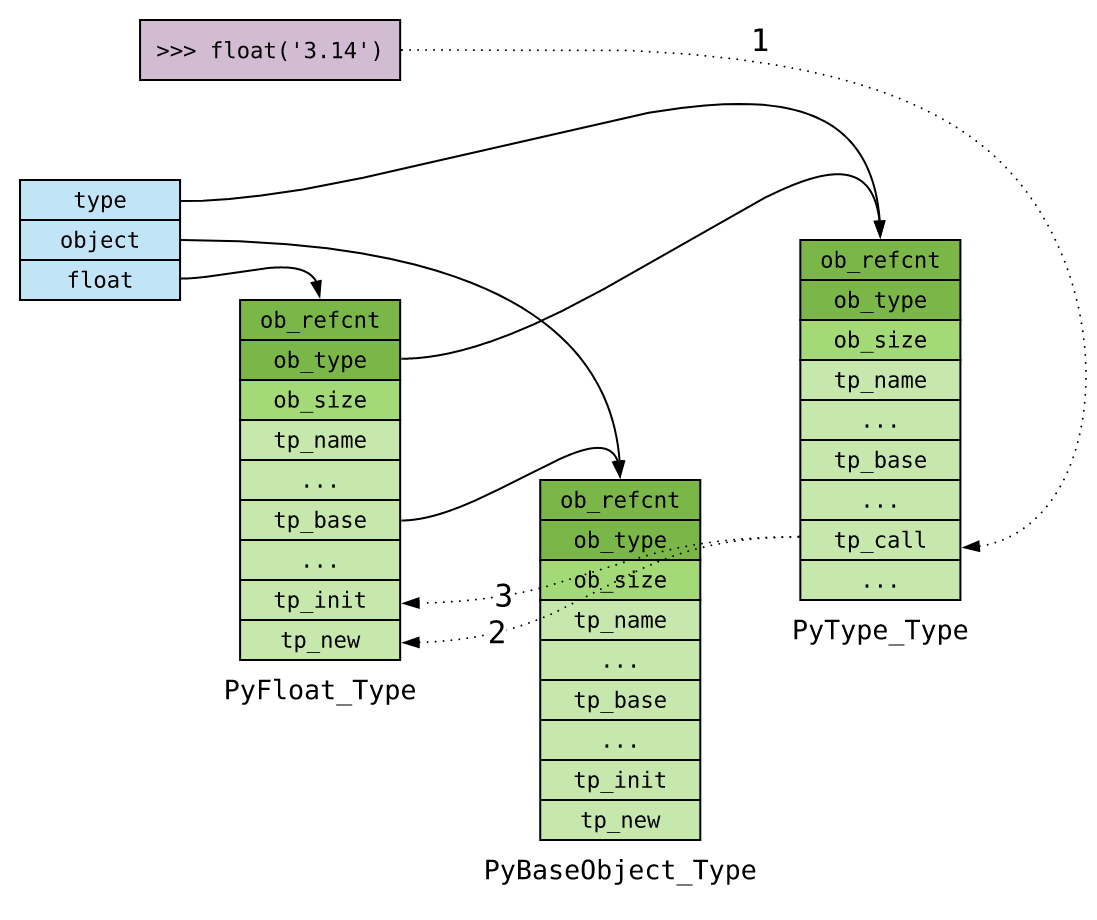 >>> float('3.14')
1
type
object
float
ob_refcnt
ob_type
ob_size
tp_name
...
tp_base
...
tp_init
tp_new
PyFloat_Type
3
2
ob_refcnt
ob_type
ob_size
tp_name
...
tp_base
...
tp_init
tp_new
PyBaseObject_Type
ob_refcnt
ob_type
ob_size
tp_name
...
tp_base
...
tp_call
...
PyType_Type